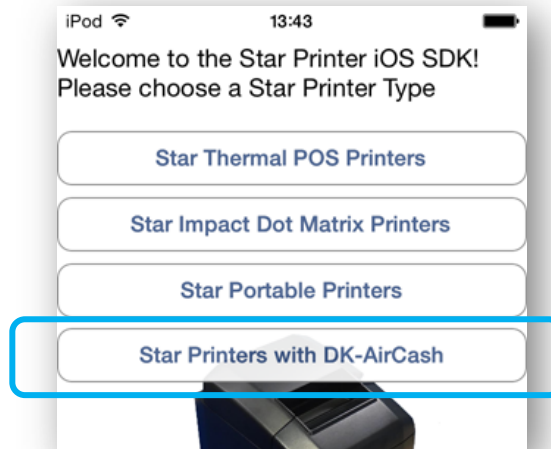 iPod 13:43
Welcome to the Star Printer iOS SDK!
Please choose a Star Printer Type
Star Thermal POS Printers
Star Impact Dot Matrix Printers
Star Portable Printers
Star Printers with DK-AirCash